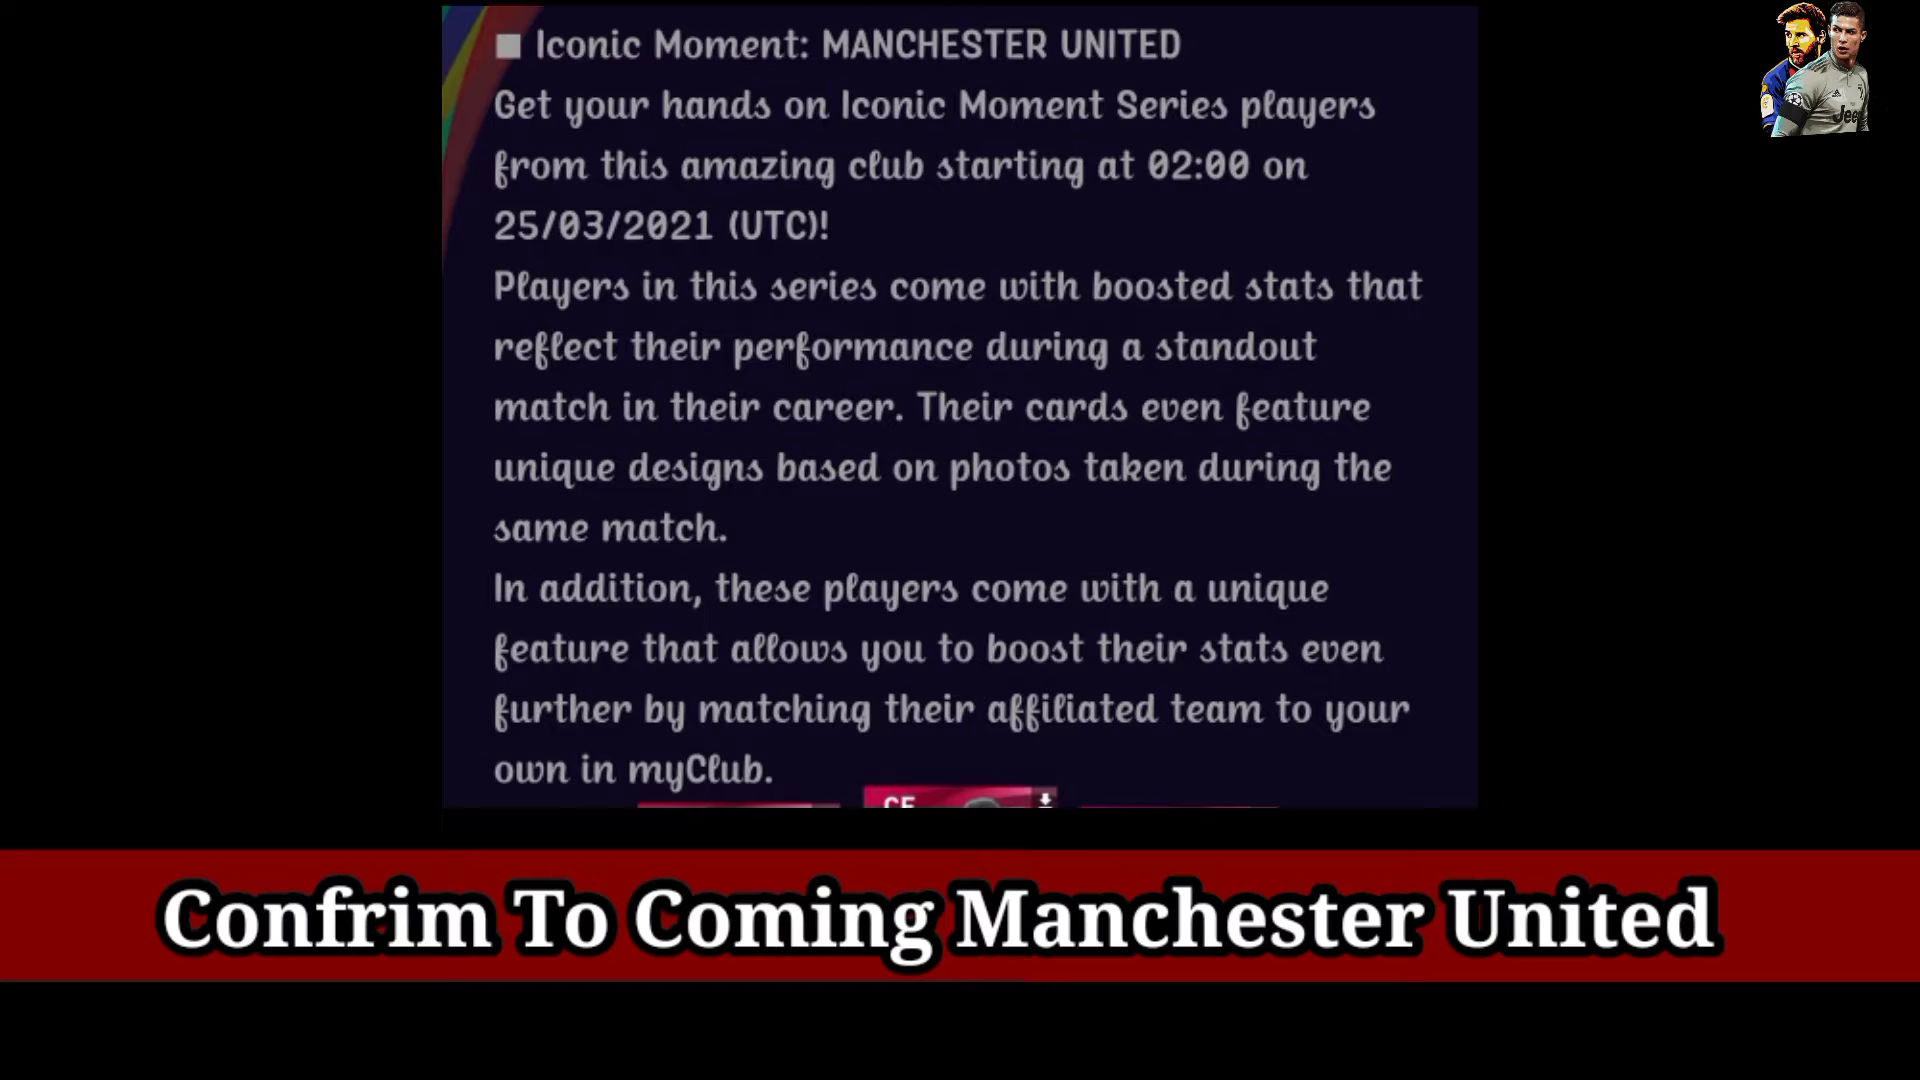 Iconic Moment: MANCHESTER UNITED
Get your hands on Iconic Moment Series players
from this amazing club starting at 02:00 on
25/03/2021 (UTC)!
Players in this series come with boosted stats that
reflect their performance during a standout
match in their career. Their cards even feature
unique designs based on photos taken during the
same match.
In addition, these players come with a unique
feature that allows you to boost their stats even
further by matching their affiliated team to your
own in myClub.
Confrim To Coming Manchester United